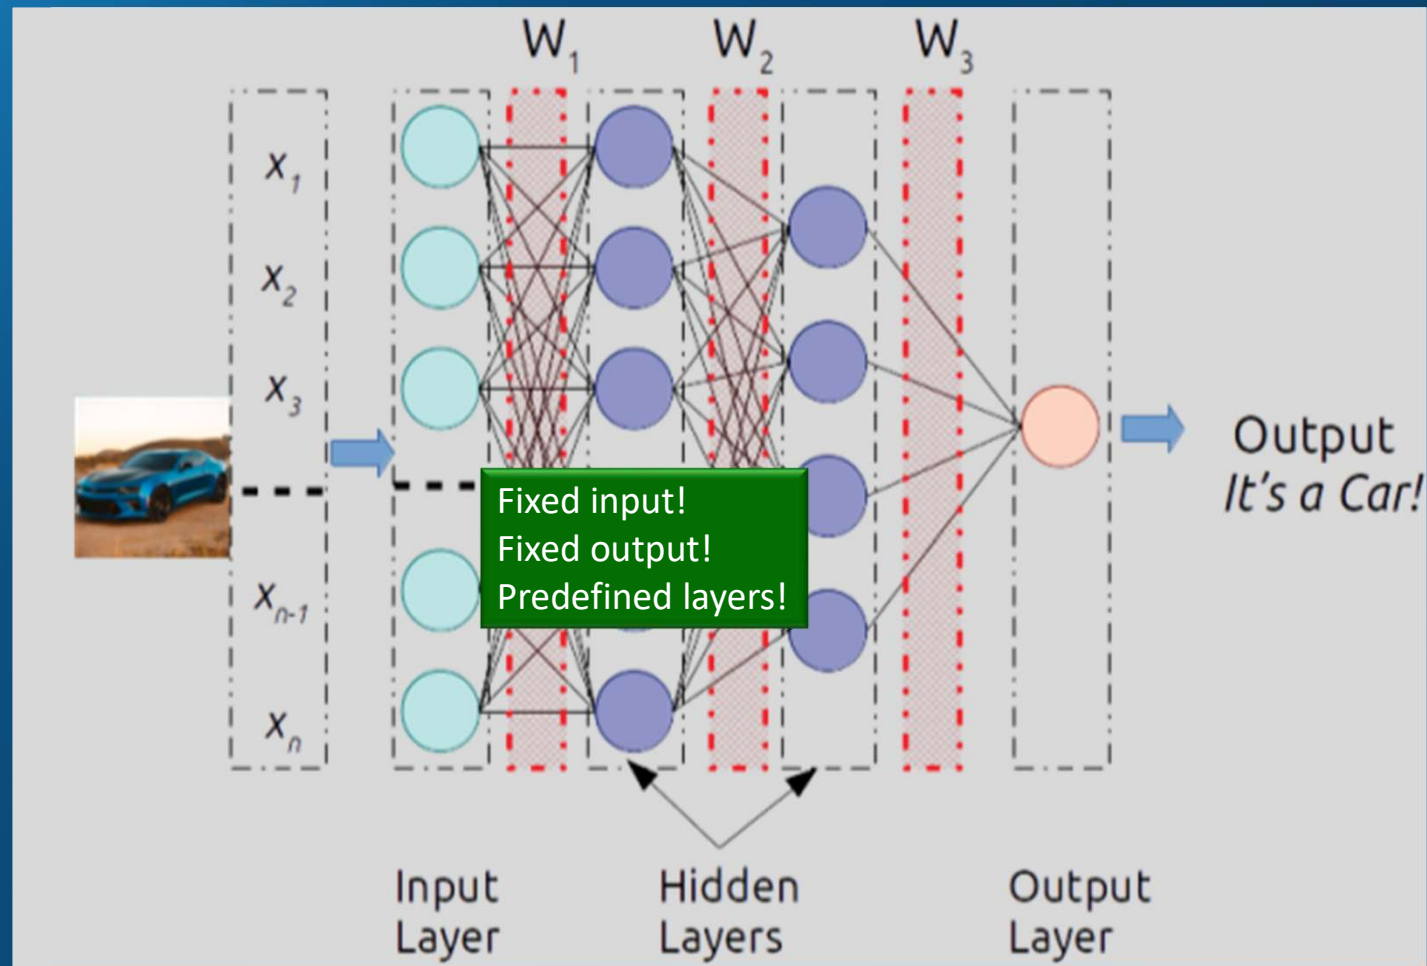 W1 W2 W3
x1
x2
x3
xn-1
xn
Fixed input!
Fixed output!
Predefined layers!
Output
It's a Car!
Input
Layer
Hidden
Layers
Output
Layer